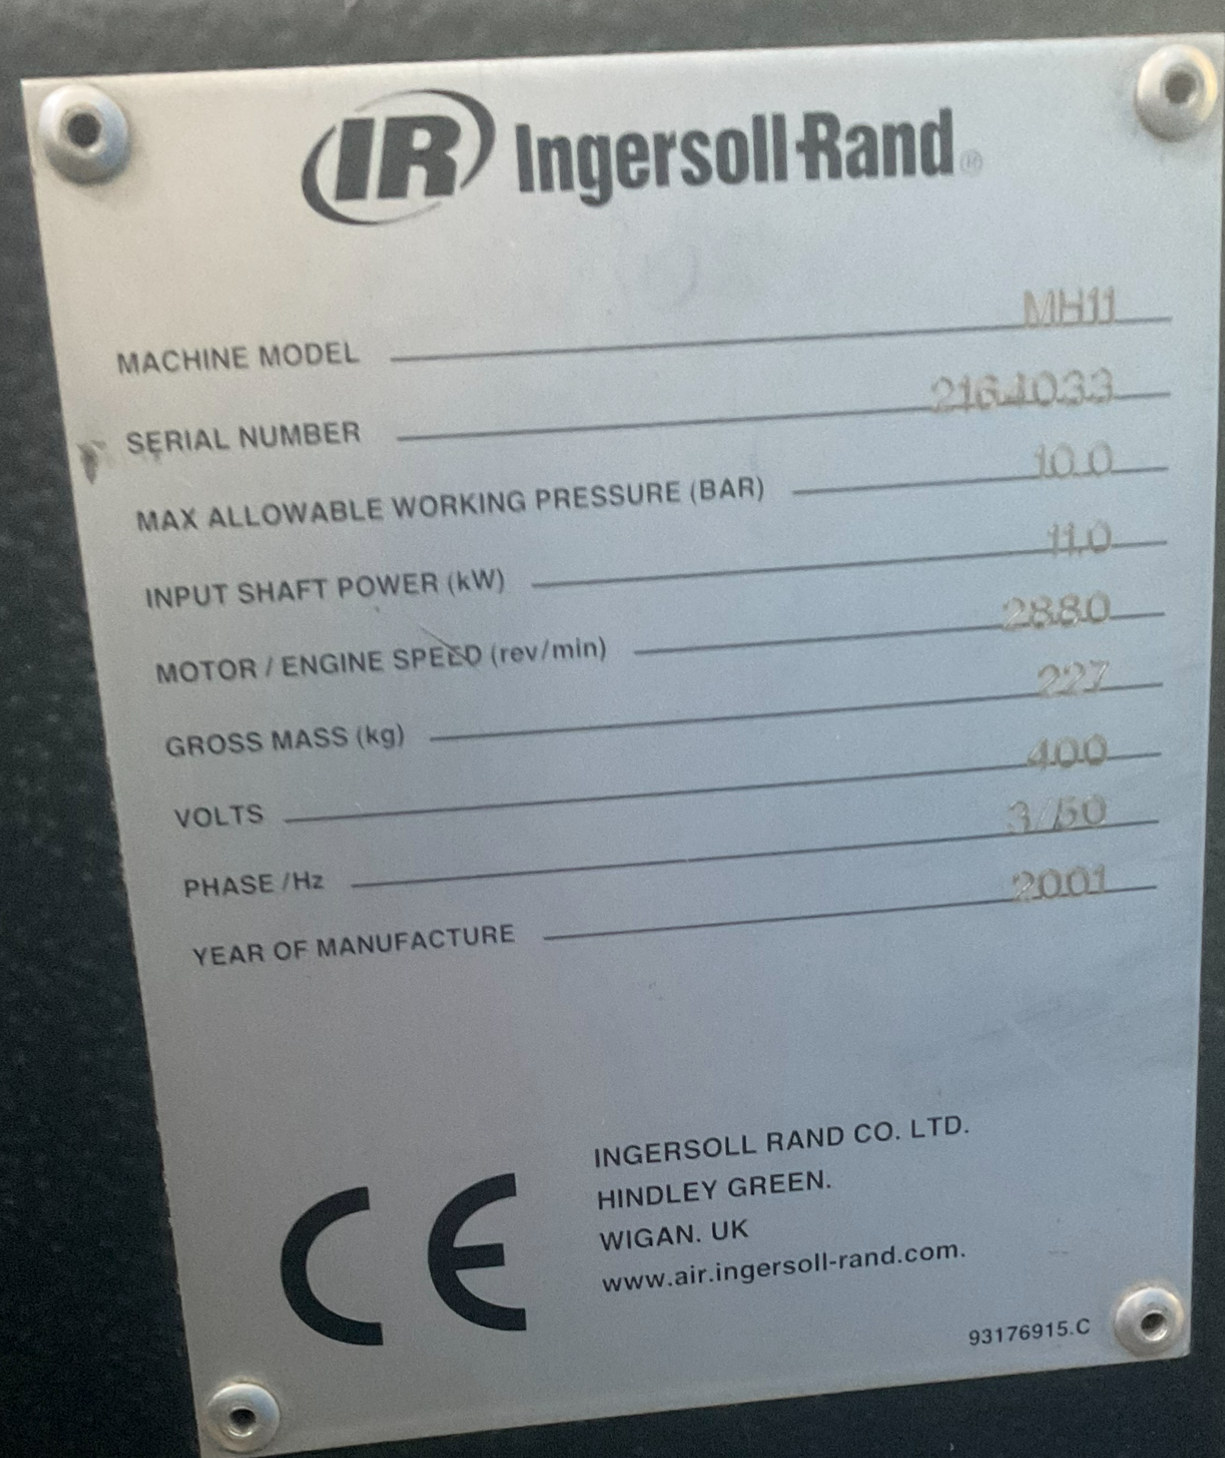 IR Ingersoll-Rand®
MACHINE MODEL MH11
SERIAL NUMBER 2164033
MAX ALLOWABLE WORKING PRESSURE (BAR) 10.0
INPUT SHAFT POWER (kW) 11.0
MOTOR / ENGINE SPEED (rev/min) 2880
GROSS MASS (kg) 227
VOLTS 400
PHASE /Hz 3/50
YEAR OF MANUFACTURE 2001
CE
INGERSOLL RAND CO. LTD.
HINDLEY GREEN.
WIGAN. UK
www.air.ingersoll-rand.com.
93176915.C